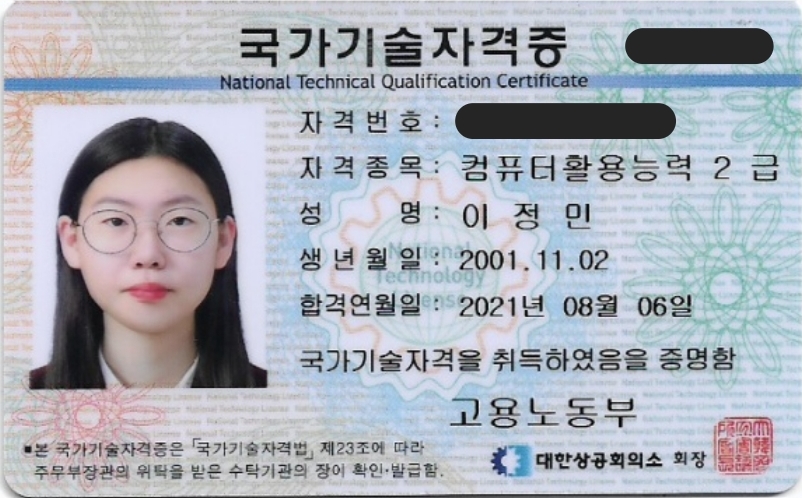 국가기술자격증
National Technical Qualification Certificate
자격번호:
자격종목: 컴퓨터활용능력 2 급
성 명: 이 정 민
생년월일: 2001.11.02
합격연월일: 2021년 08월 06일
국가기술자격을 취득하였음을 증명함
고용노동부
■본 국가기술자격증은 「국가기술자격법」 제23조에 따라
주무부장관의 위탁을 받은 수탁기관의 장이 확인·발급함.
대한상공회의소 회장
National
Technology